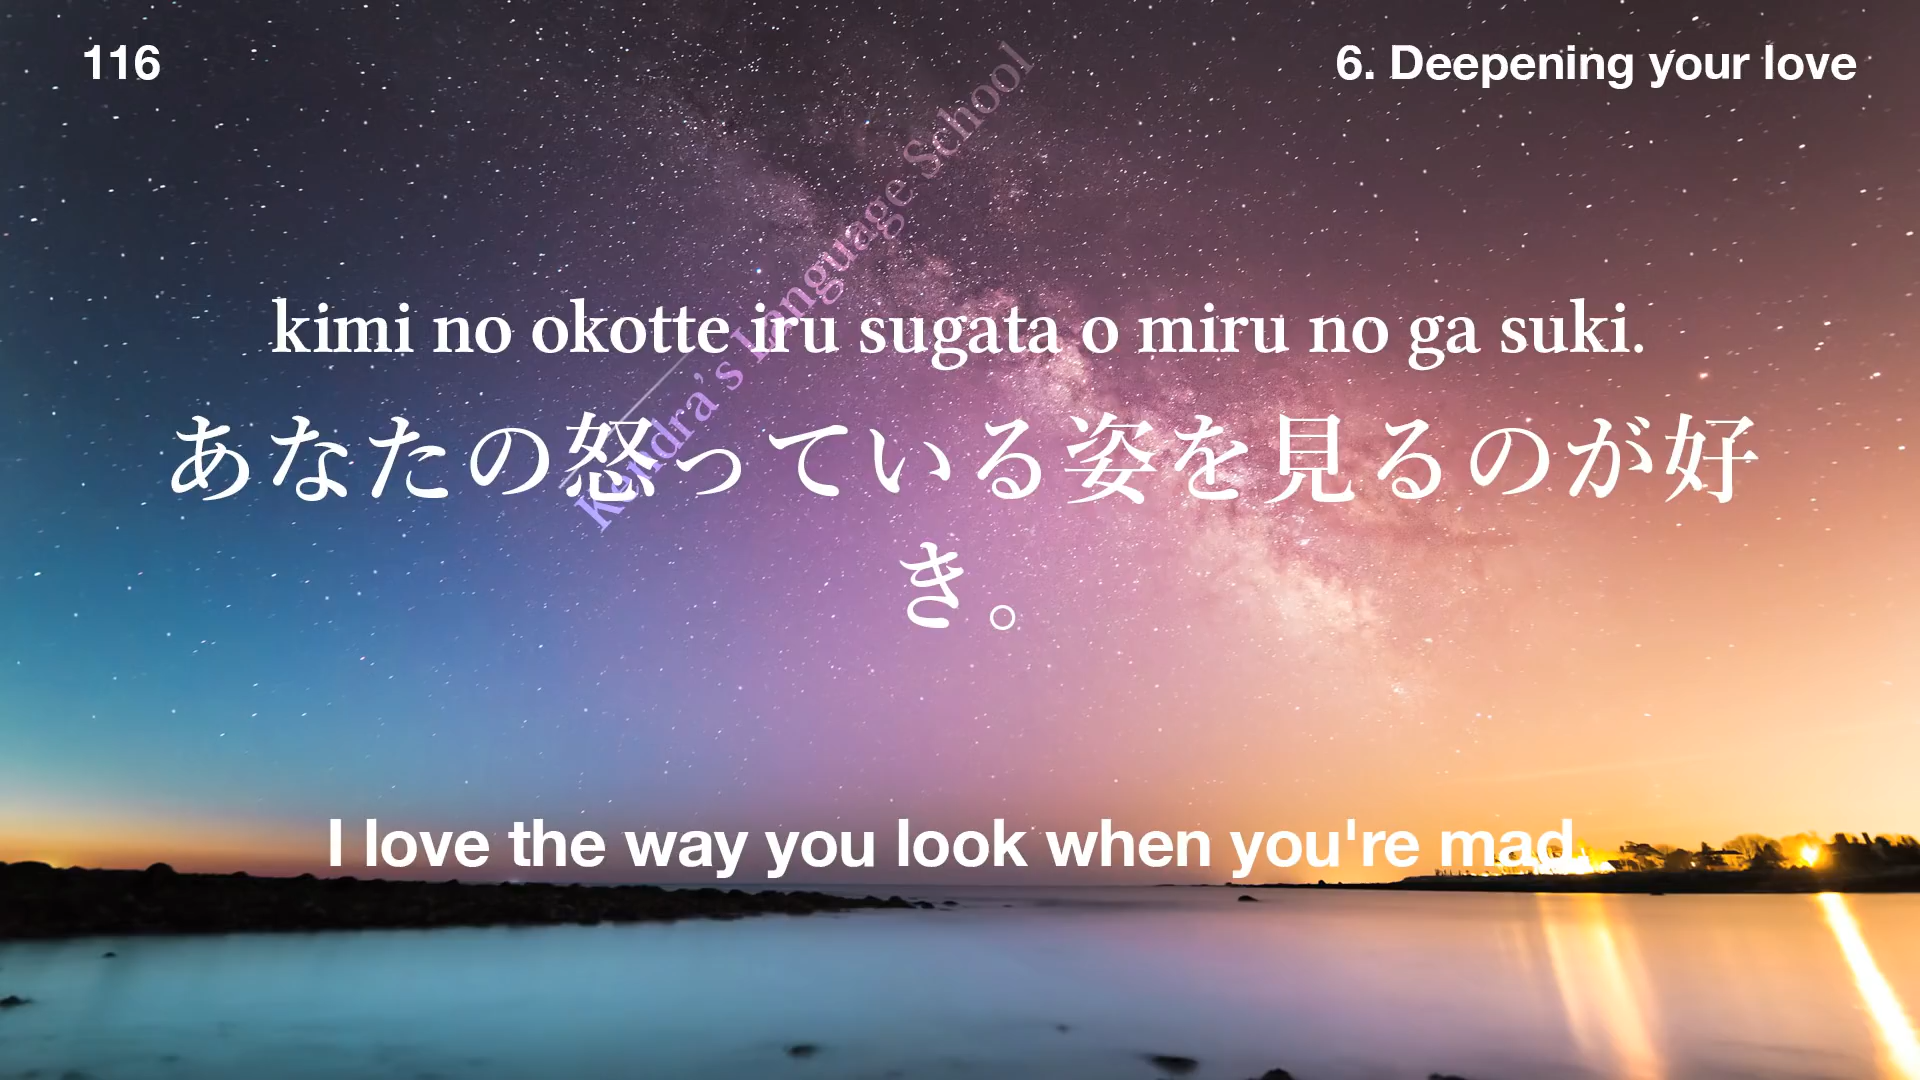 116
6. Deepening your love
Kendra's Language School
kimi no okotte iru sugata o miru no ga suki.
あなたの怒っている姿を見るのが好
き。
I love the way you look when you're mad.